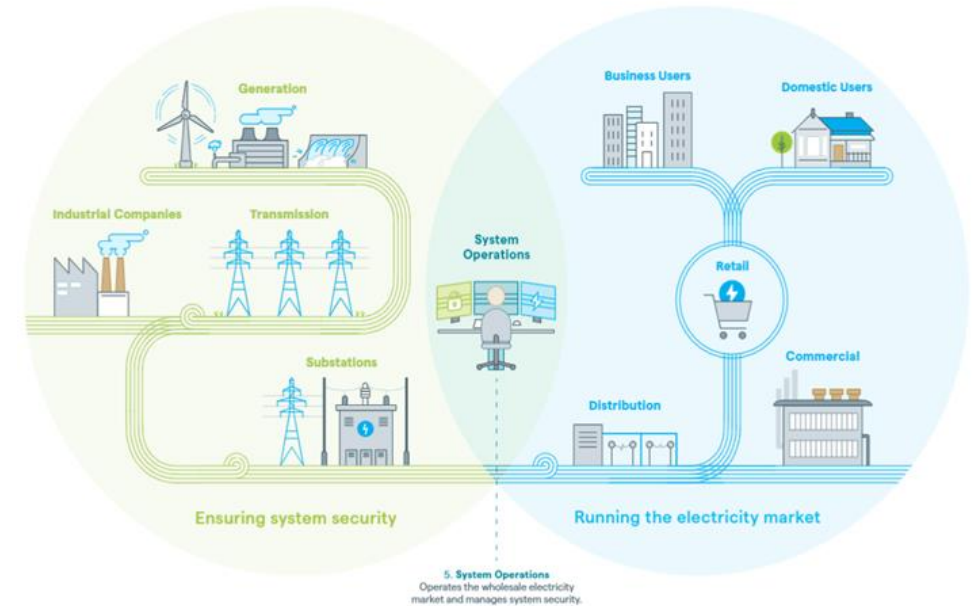 Generation
Business Users
Domestic Users
Industrial Companies
Transmission
System
Operations
Retail
Substations
Commercial
Distribution
Ensuring system security
Running the electricity market
5. System Operations
Operates the wholesale electricity
market and manages system security.